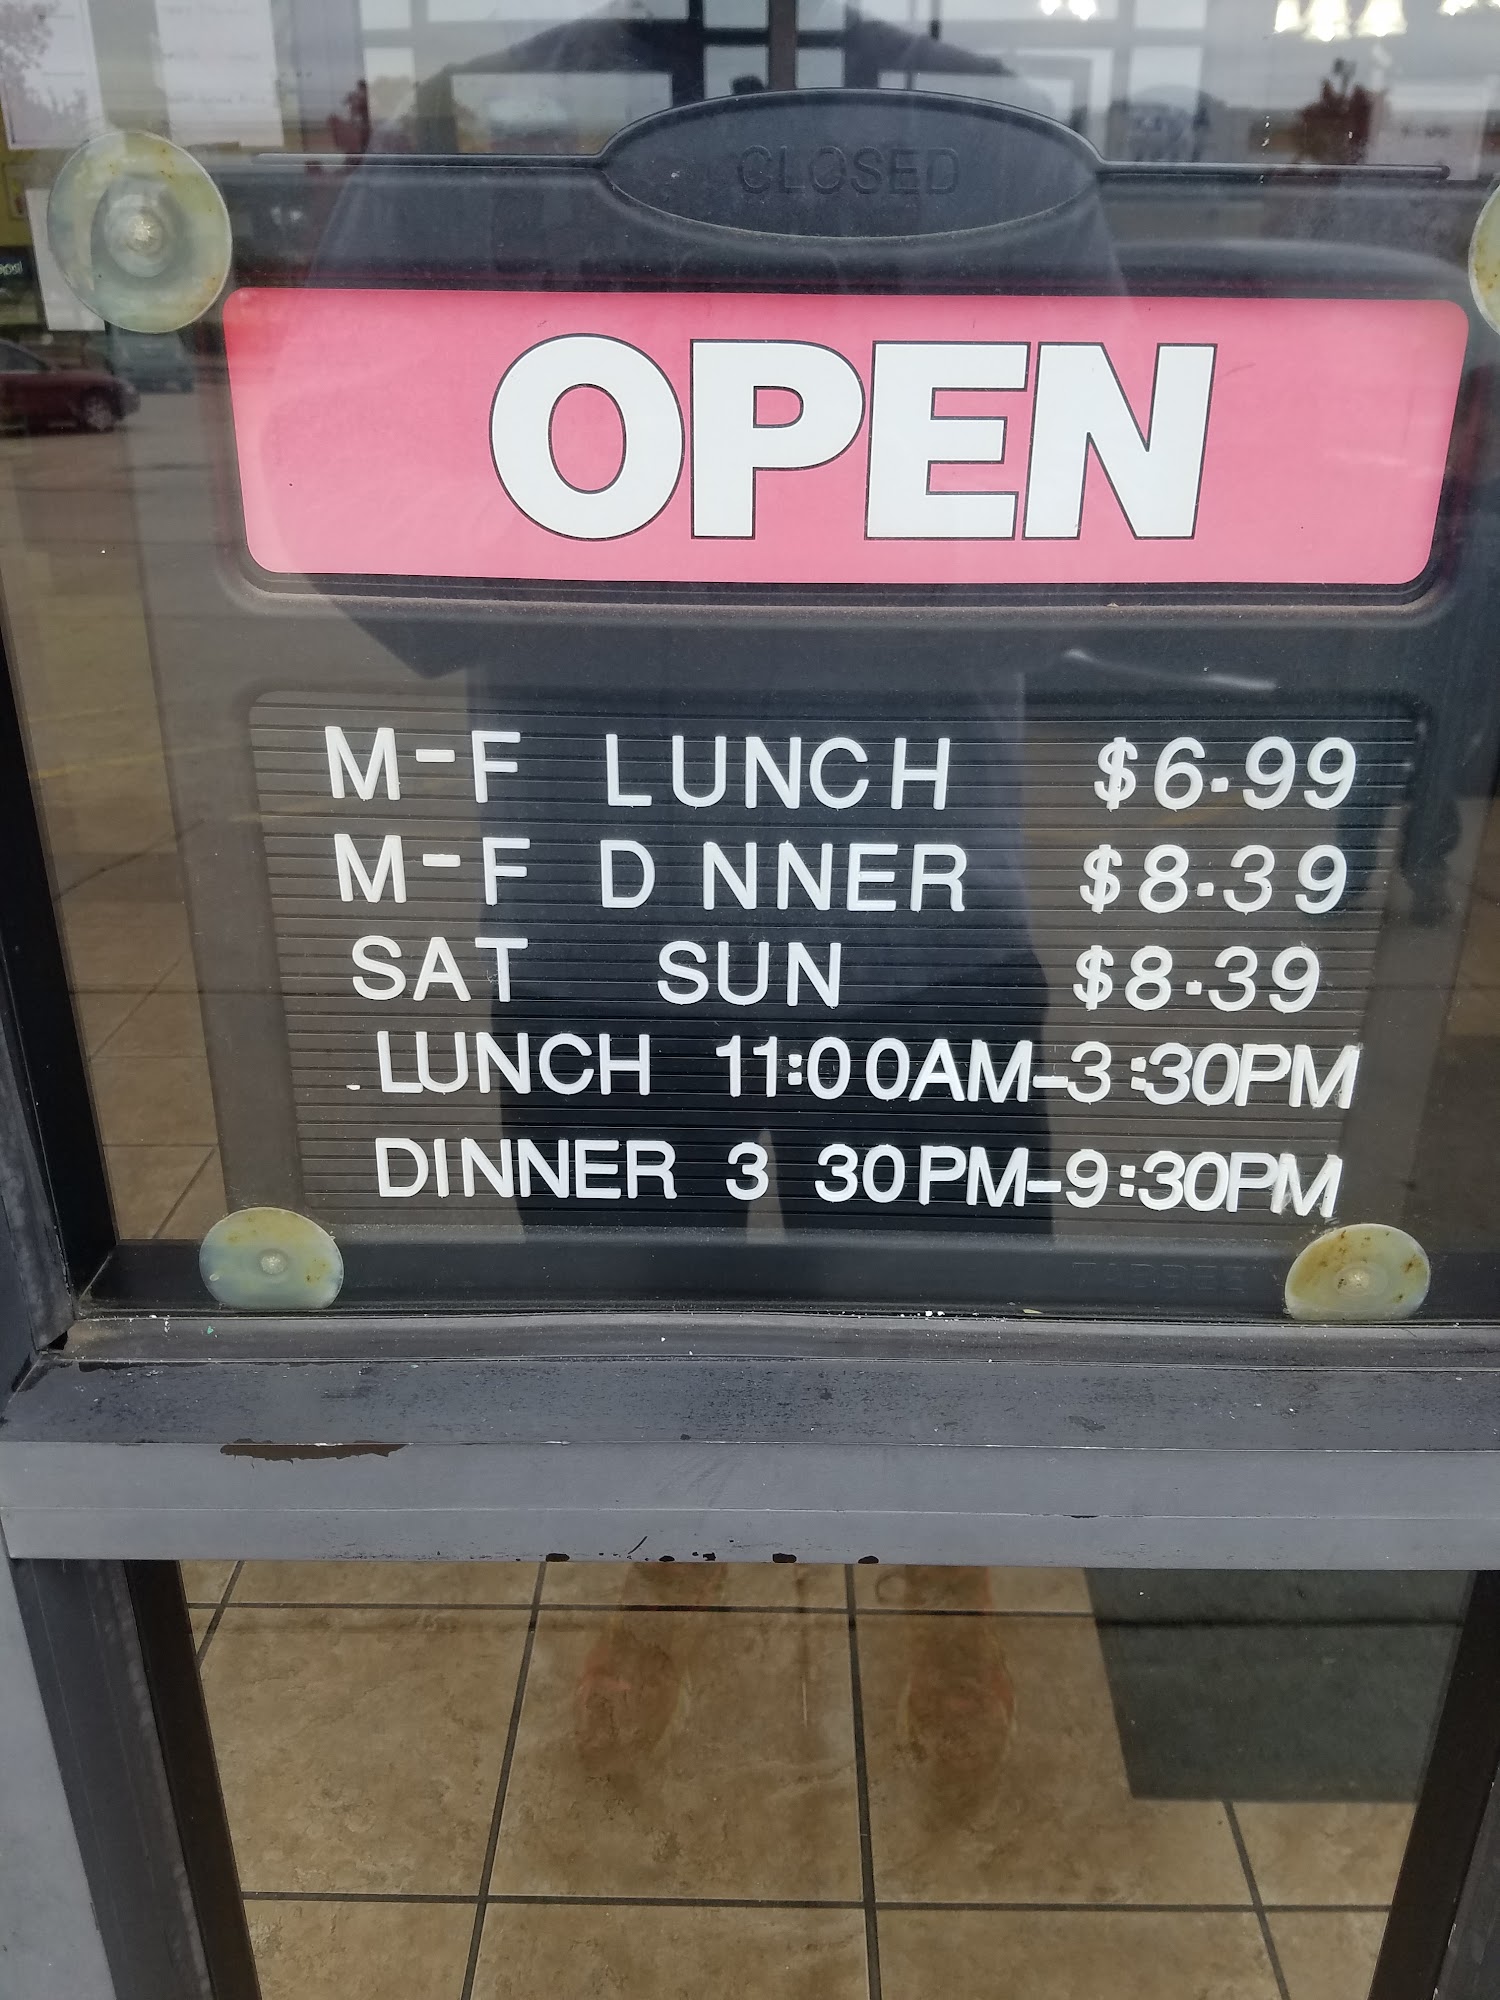 CLOSED
OPEN
M-F LUNCH $6.99
M-F D NNER $8.39
SAT SUN $8.39
LUNCH 11:00AM-3:30PM
DINNER 3 30PM-9:30PM